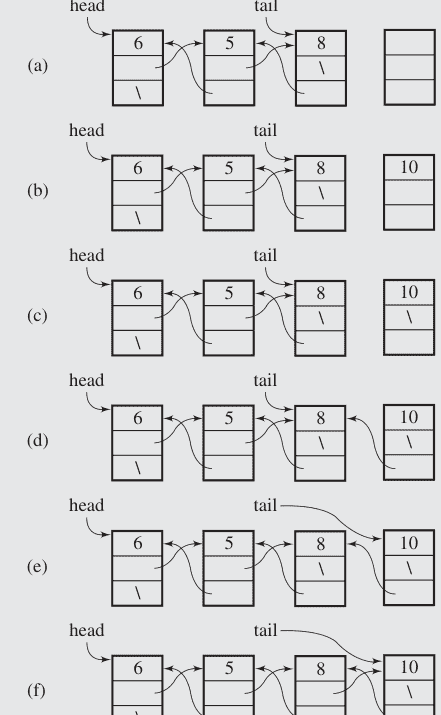 head tail
6 5 8
(a) \
\
head tail
6 5 8 10
(b) \
\
head tail
6 5 8 10
(c) \ \
\
head tail
6 5 8 10
(d) \ \
\
head tail
6 5 8 10
(e) \ \
\
head tail
6 5 8 10
(f) \
\